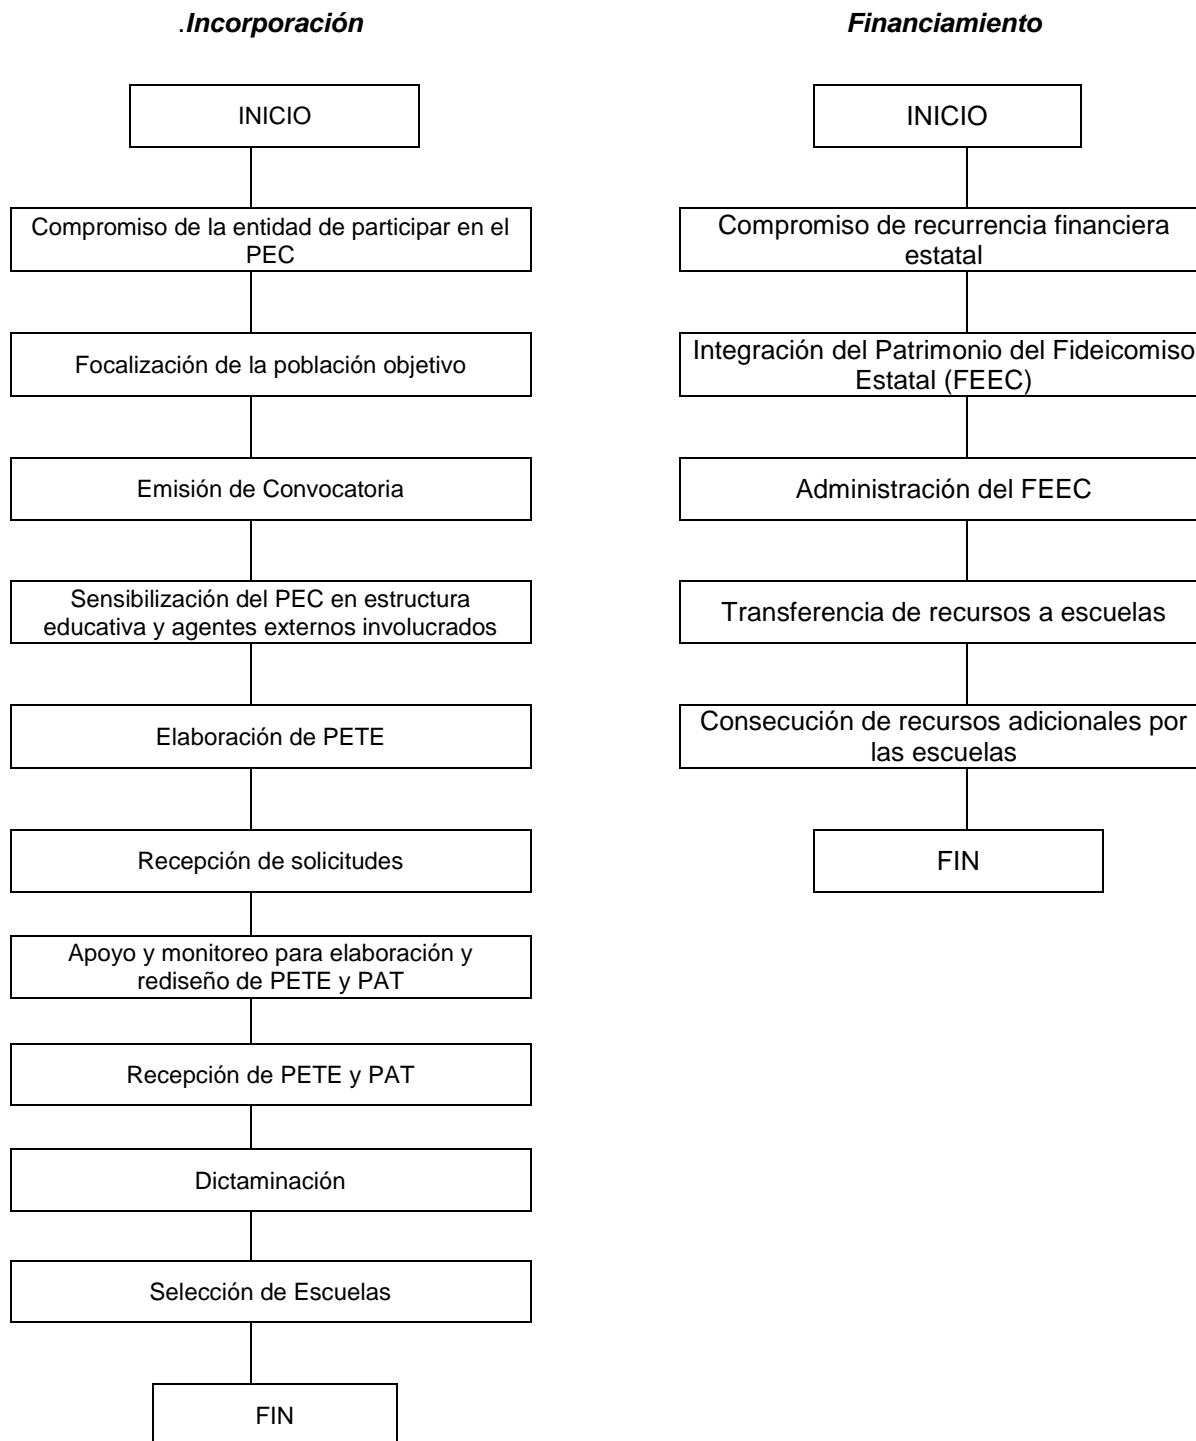 .Incorporación
INICIO
Compromiso de la entidad de participar en el
PEC
Focalización de la población objetivo
Emisión de Convocatoria
Sensibilización del PEC en estructura
educativa y agentes externos involucrados
Elaboración de PETE
Recepción de solicitudes
Apoyo y monitoreo para elaboración y
rediseño de PETE y PAT
Recepción de PETE y PAT
Dictaminación
Selección de Escuelas
FIN
Financiamiento
INICIO
Compromiso de recurrencia financiera
estatal
Integración del Patrimonio del Fideicomiso
Estatal (FEEC)
Administración del FEEC
Transferencia de recursos a escuelas
Consecución de recursos adicionales por
las escuelas
FIN